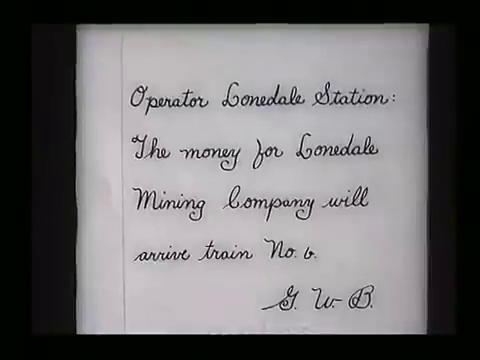 Operator Lonedale Station:
The money for Lonedale
Mining Company will
arrive train No. 6.
G. W. B.